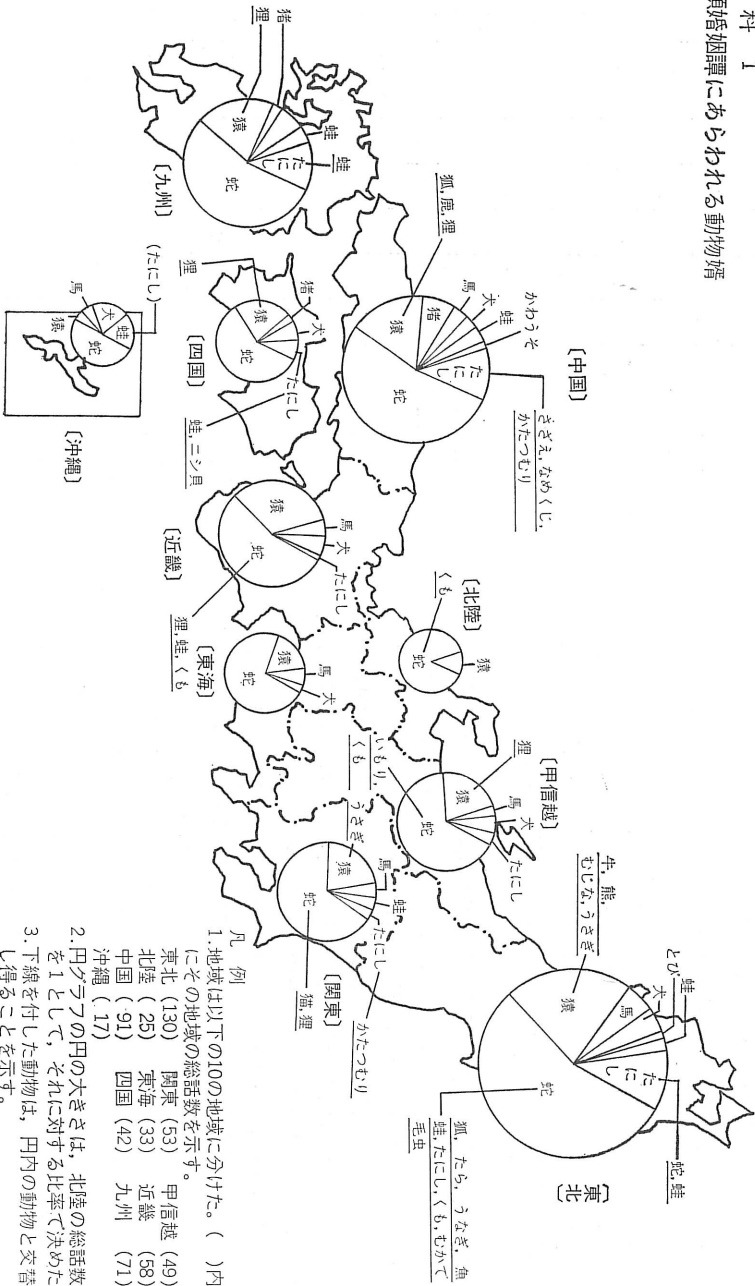 料 1
婚姻譚にあらわれる動物婿
〔九州〕
猪
狸
猿
蛙
蛙
たにし
蛇
〔中国〕
狐,鹿,狸
猿
猪
馬
犬
蛙
かわうそ
たにし
蛇
さざえ,なめくじ,
かたつむり
〔四国〕
狸
猿
猪
犬
たにし
蛇
蛙,ニシ貝
〔沖縄〕
(たにし)
馬
猿
犬
蛙
蛇
〔近畿〕
猿
馬
犬
たにし
蛇
狸,蛙,くも
〔北陸〕
くも
蛇
猿
〔東海〕
猿
馬
犬
蛇
〔甲信越〕
狸
猿
馬
犬
たにし
蛇
いもり,
くも
〔関東〕
うさぎ
猿
馬
蛙
たにし
かたつむり
蛇
猫,狸
〔東北〕
牛,熊,
むじな,うさぎ
猿
馬
犬
とび
蛙
たにし
蛇,蛙
蛇
狐,たら,うなぎ,魚
蛙,たにし,くも,むかで
毛虫
凡 例
1.地域は以下の10の地域に分けた。( )内
にその地域の総話数を示す。
東北 (130) 関東 (53) 甲信越 (49)
北陸 ( 25) 東海 (33) 近畿 (58)
中国 ( 91) 四国 (42) 九州 (71)
沖縄 ( 17)
2.円グラフの円の大きさは,北陸の総話数
を1として,それに対する比率で決めた
3.下線を付した動物は,円内の動物と交替
し得ることを示す。